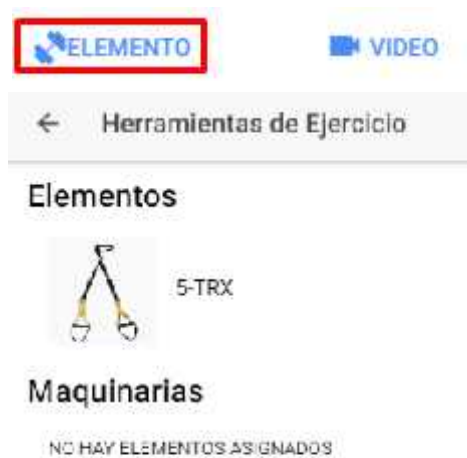 ELEMENTO VIDEO
Herramientas de Ejercicio
Elementos
5-TRX
Maquinarias
NO HAY ELEMENTOS ASIGNADOS